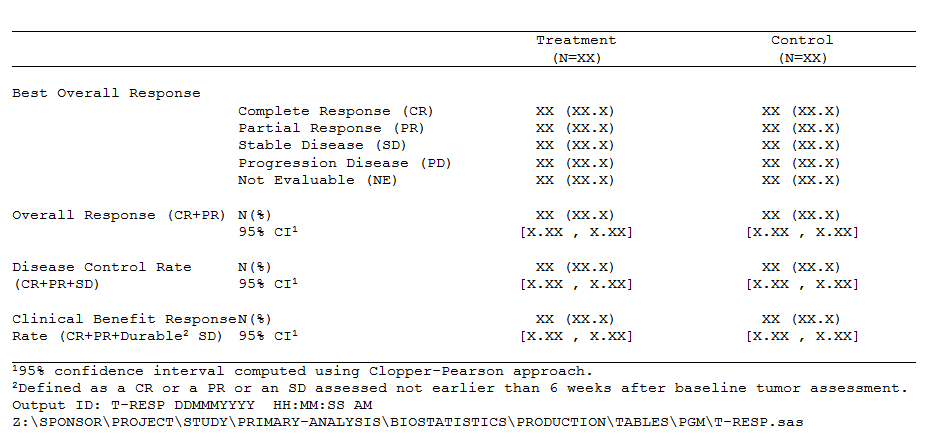 Treatment Control
(N=XX) (N=XX)
Best Overall Response
Complete Response (CR) XX (XX.X) XX (XX.X)
Partial Response (PR) XX (XX.X) XX (XX.X)
Stable Disease (SD) XX (XX.X) XX (XX.X)
Progression Disease (PD) XX (XX.X) XX (XX.X)
Not Evaluable (NE) XX (XX.X) XX (XX.X)
Overall Response (CR+PR) N(%) XX (XX.X) XX (XX.X)
95% CI¹ [X.XX , X.XX] [X.XX , X.XX]
Disease Control Rate N(%) XX (XX.X) XX (XX.X)
(CR+PR+SD) 95% CI¹ [X.XX , X.XX] [X.XX , X.XX]
Clinical Benefit ResponseN(%) XX (XX.X) XX (XX.X)
Rate (CR+PR+Durable² SD) 95% CI¹ [X.XX , X.XX] [X.XX , X.XX]
¹95% confidence interval computed using Clopper-Pearson approach.
²Defined as a CR or a PR or an SD assessed not earlier than 6 weeks after baseline tumor assessment.
Output ID: T-RESP DDMMMYYYY HH:MM:SS AM
Z:\SPONSOR\PROJECT\STUDY\PRIMARY-ANALYSIS\BIOSTATISTICS\PRODUCTION\TABLES\PGM\T-RESP.sas